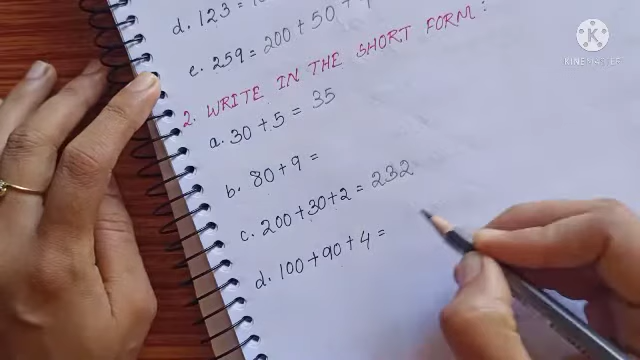 d. 123 =
e. 259 = 200 + 50 +
2. WRITE IN THE SHORT FORM:
a. 30 + 5 = 35
b. 80 + 9 =
c. 200 + 30 + 2 = 232
d. 100 + 90 + 4 =
KINEMASTER